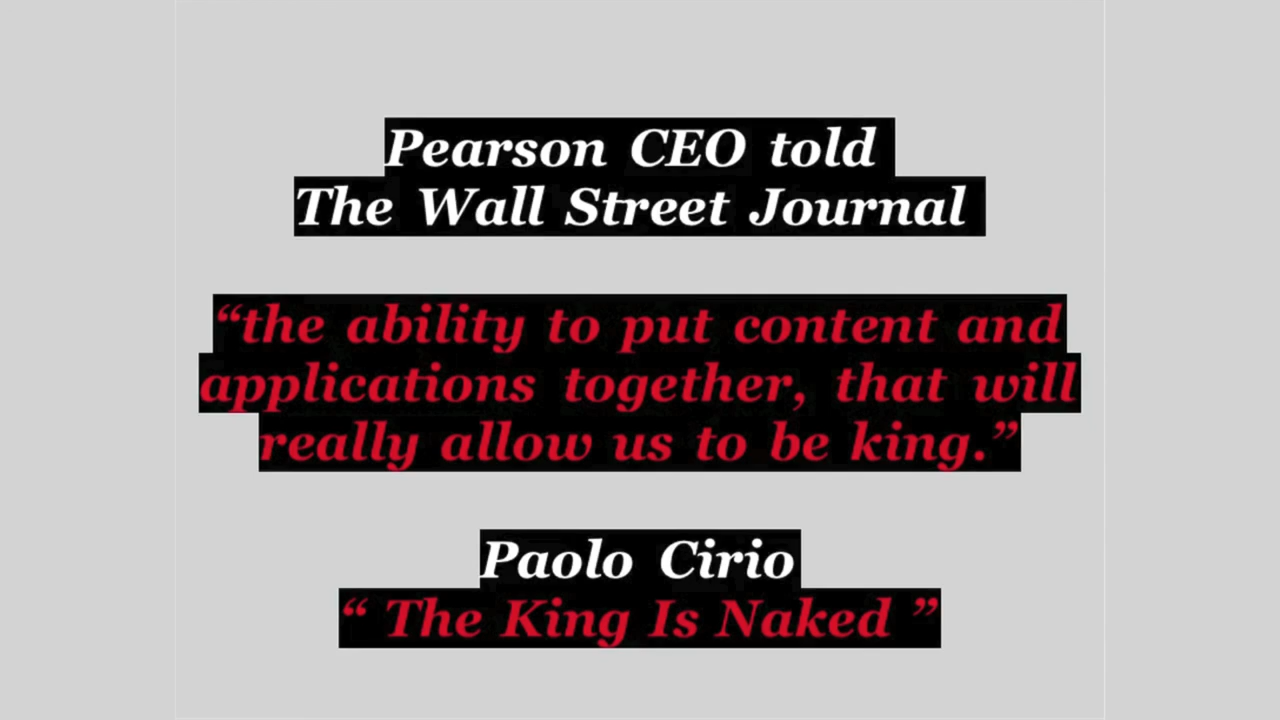 Pearson CEO told
The Wall Street Journal
“the ability to put content and
applications together, that will
really allow us to be king.”
Paolo Cirio
“ The King Is Naked ”